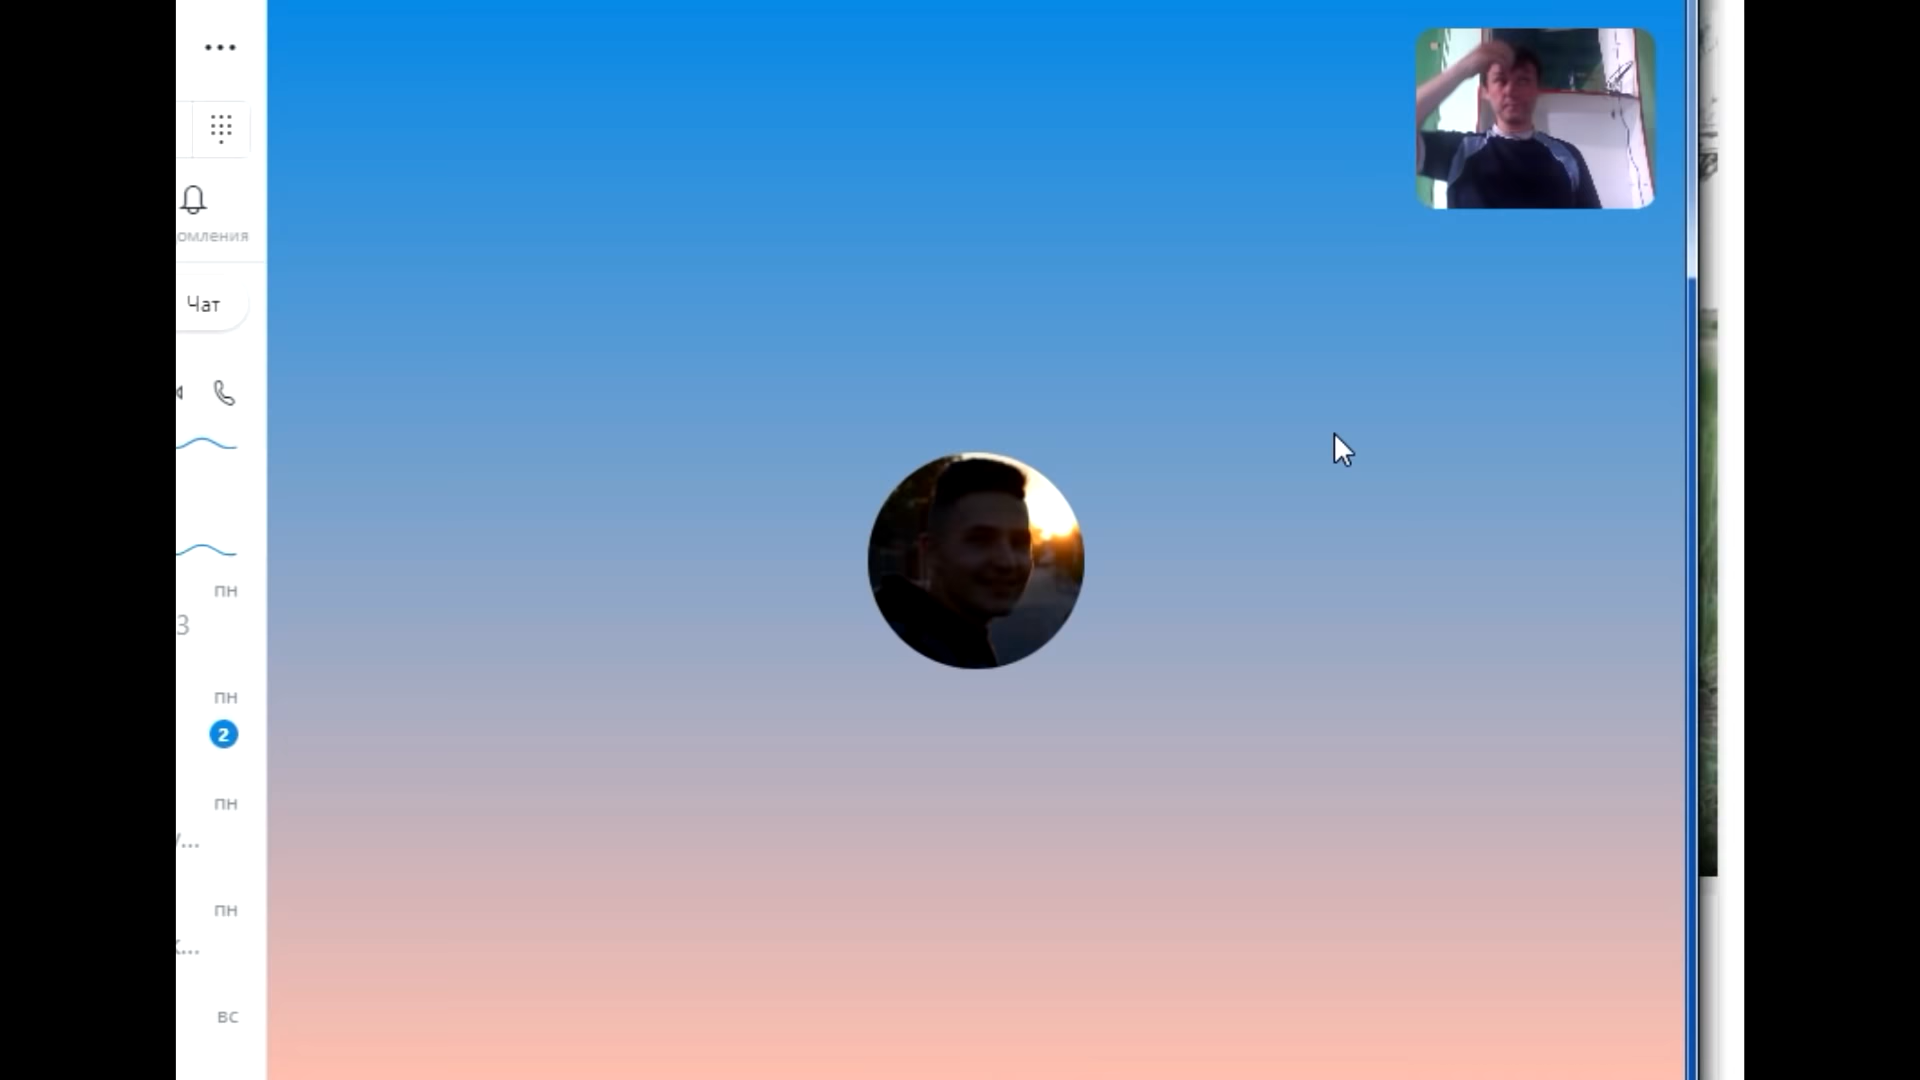 омления
Чат
пн
3
пн
2
пн
у...
пн
к...
вс